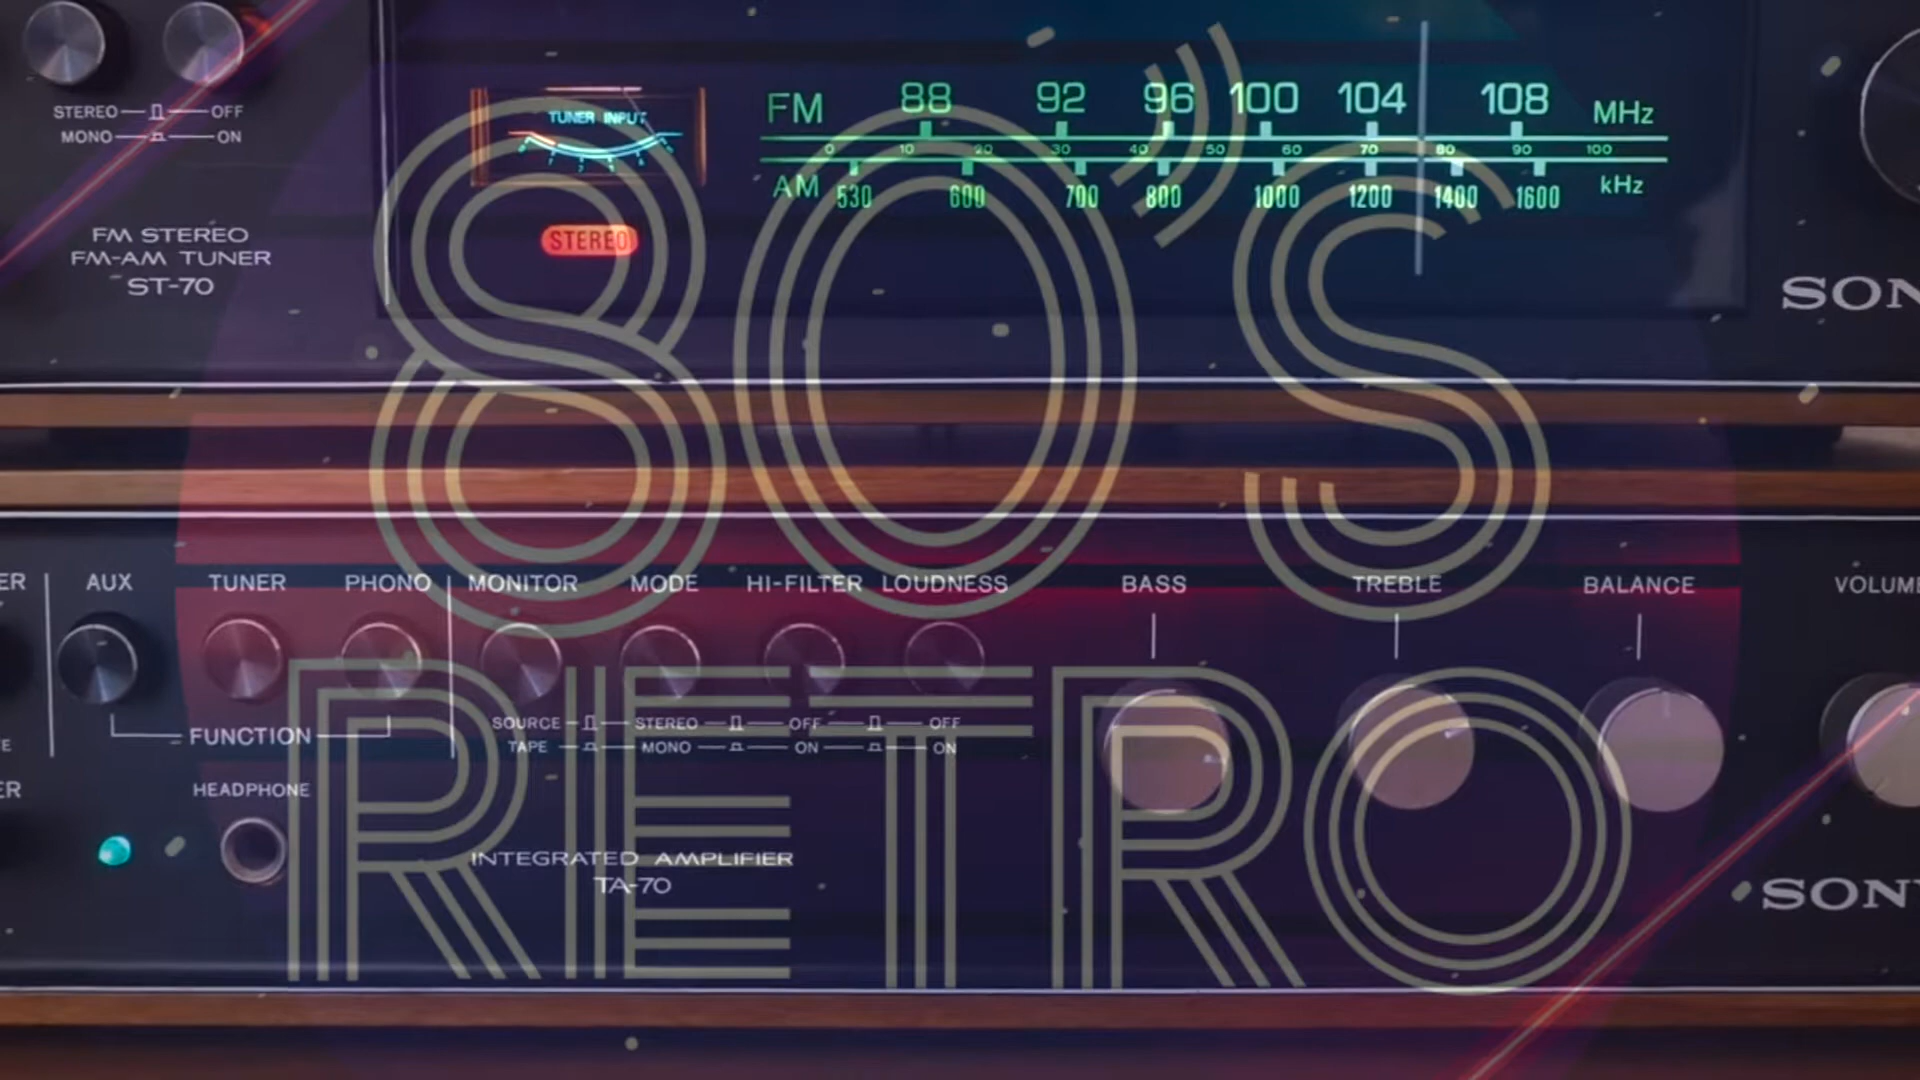 STEREO OFF
MONO ON
FM STEREO
FM-AM TUNER
ST-70
TUNER INPUT
STEREO
FM 88 92 96 100 104 108 MHz
0 10 20 30 40 50 60 70 80 90 100
AM 530 600 700 800 1000 1200 1400 1600 kHz
SON
80'S
RETRO
ER AUX TUNER PHONO MONITOR MODE HI-FILTER LOUDNESS BASS TREBLE BALANCE VOLUME
FUNCTION
SOURCE STEREO OFF OFF
TAPE MONO ON ON
HEADPHONE
ER
INTEGRATED AMPLIFIER
TA-70
SONY